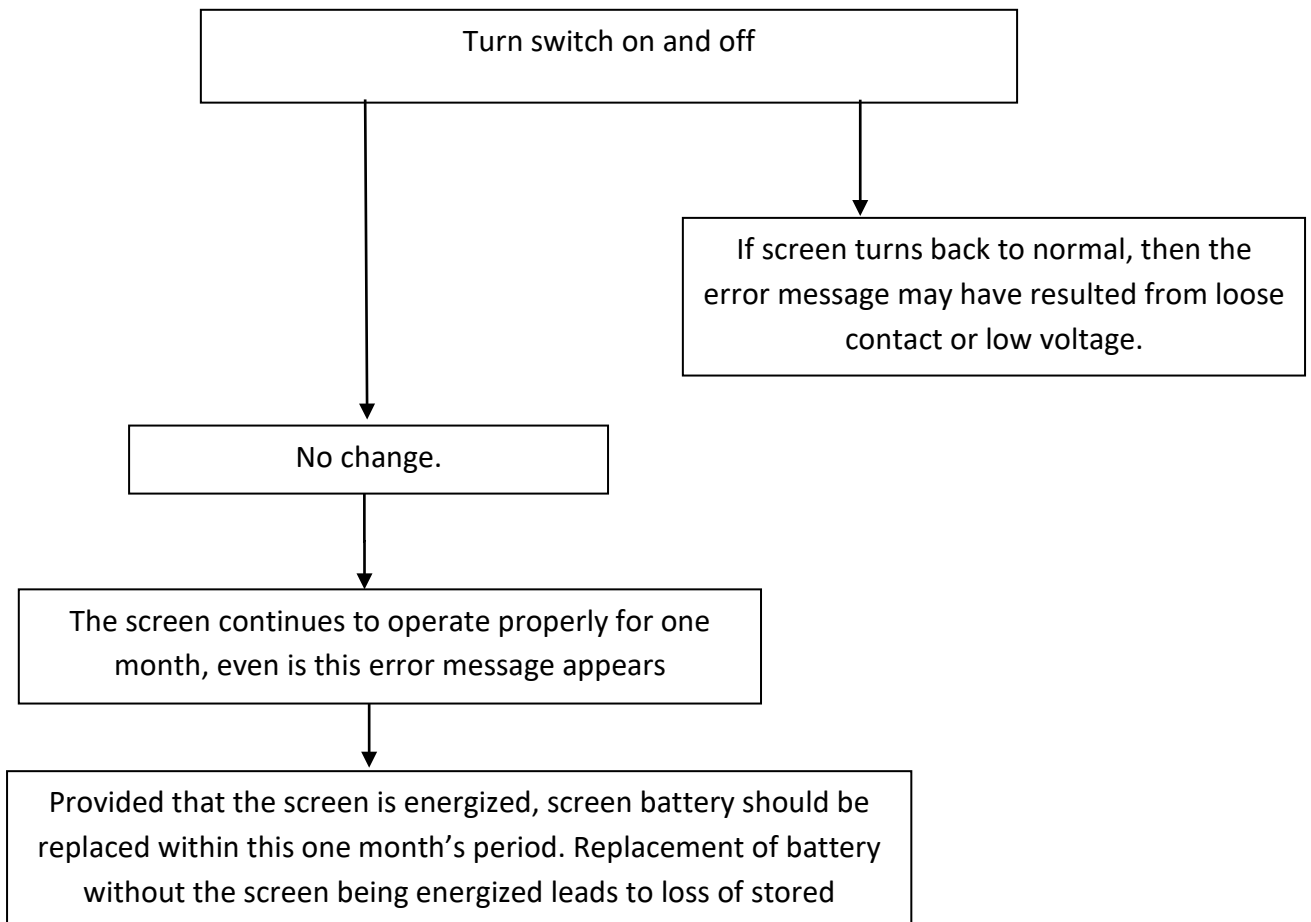 Turn switch on and off
If screen turns back to normal, then the
error message may have resulted from loose
contact or low voltage.
No change.
The screen continues to operate properly for one
month, even is this error message appears
Provided that the screen is energized, screen battery should be
replaced within this one month’s period. Replacement of battery
without the screen being energized leads to loss of stored